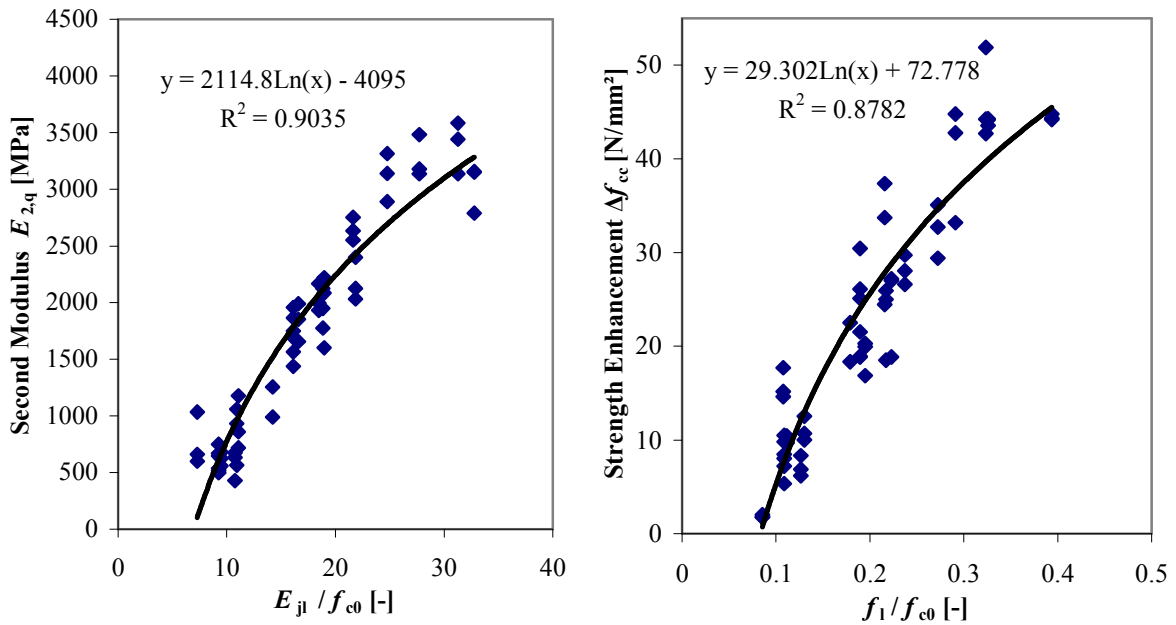 4500
4000
3500
3000
2500
2000
1500
1000
500
0
0 10 20 30 40
Second Modulus E2,q [MPa]
y = 2114.8Ln(x) - 4095
R² = 0.9035
Ejl / fc0 [-]
50
40
30
20
10
0
0 0.1 0.2 0.3 0.4 0.5
Strength Enhancement Δfcc [N/mm²]
y = 29.302Ln(x) + 72.778
R² = 0.8782
fl / fc0 [-]